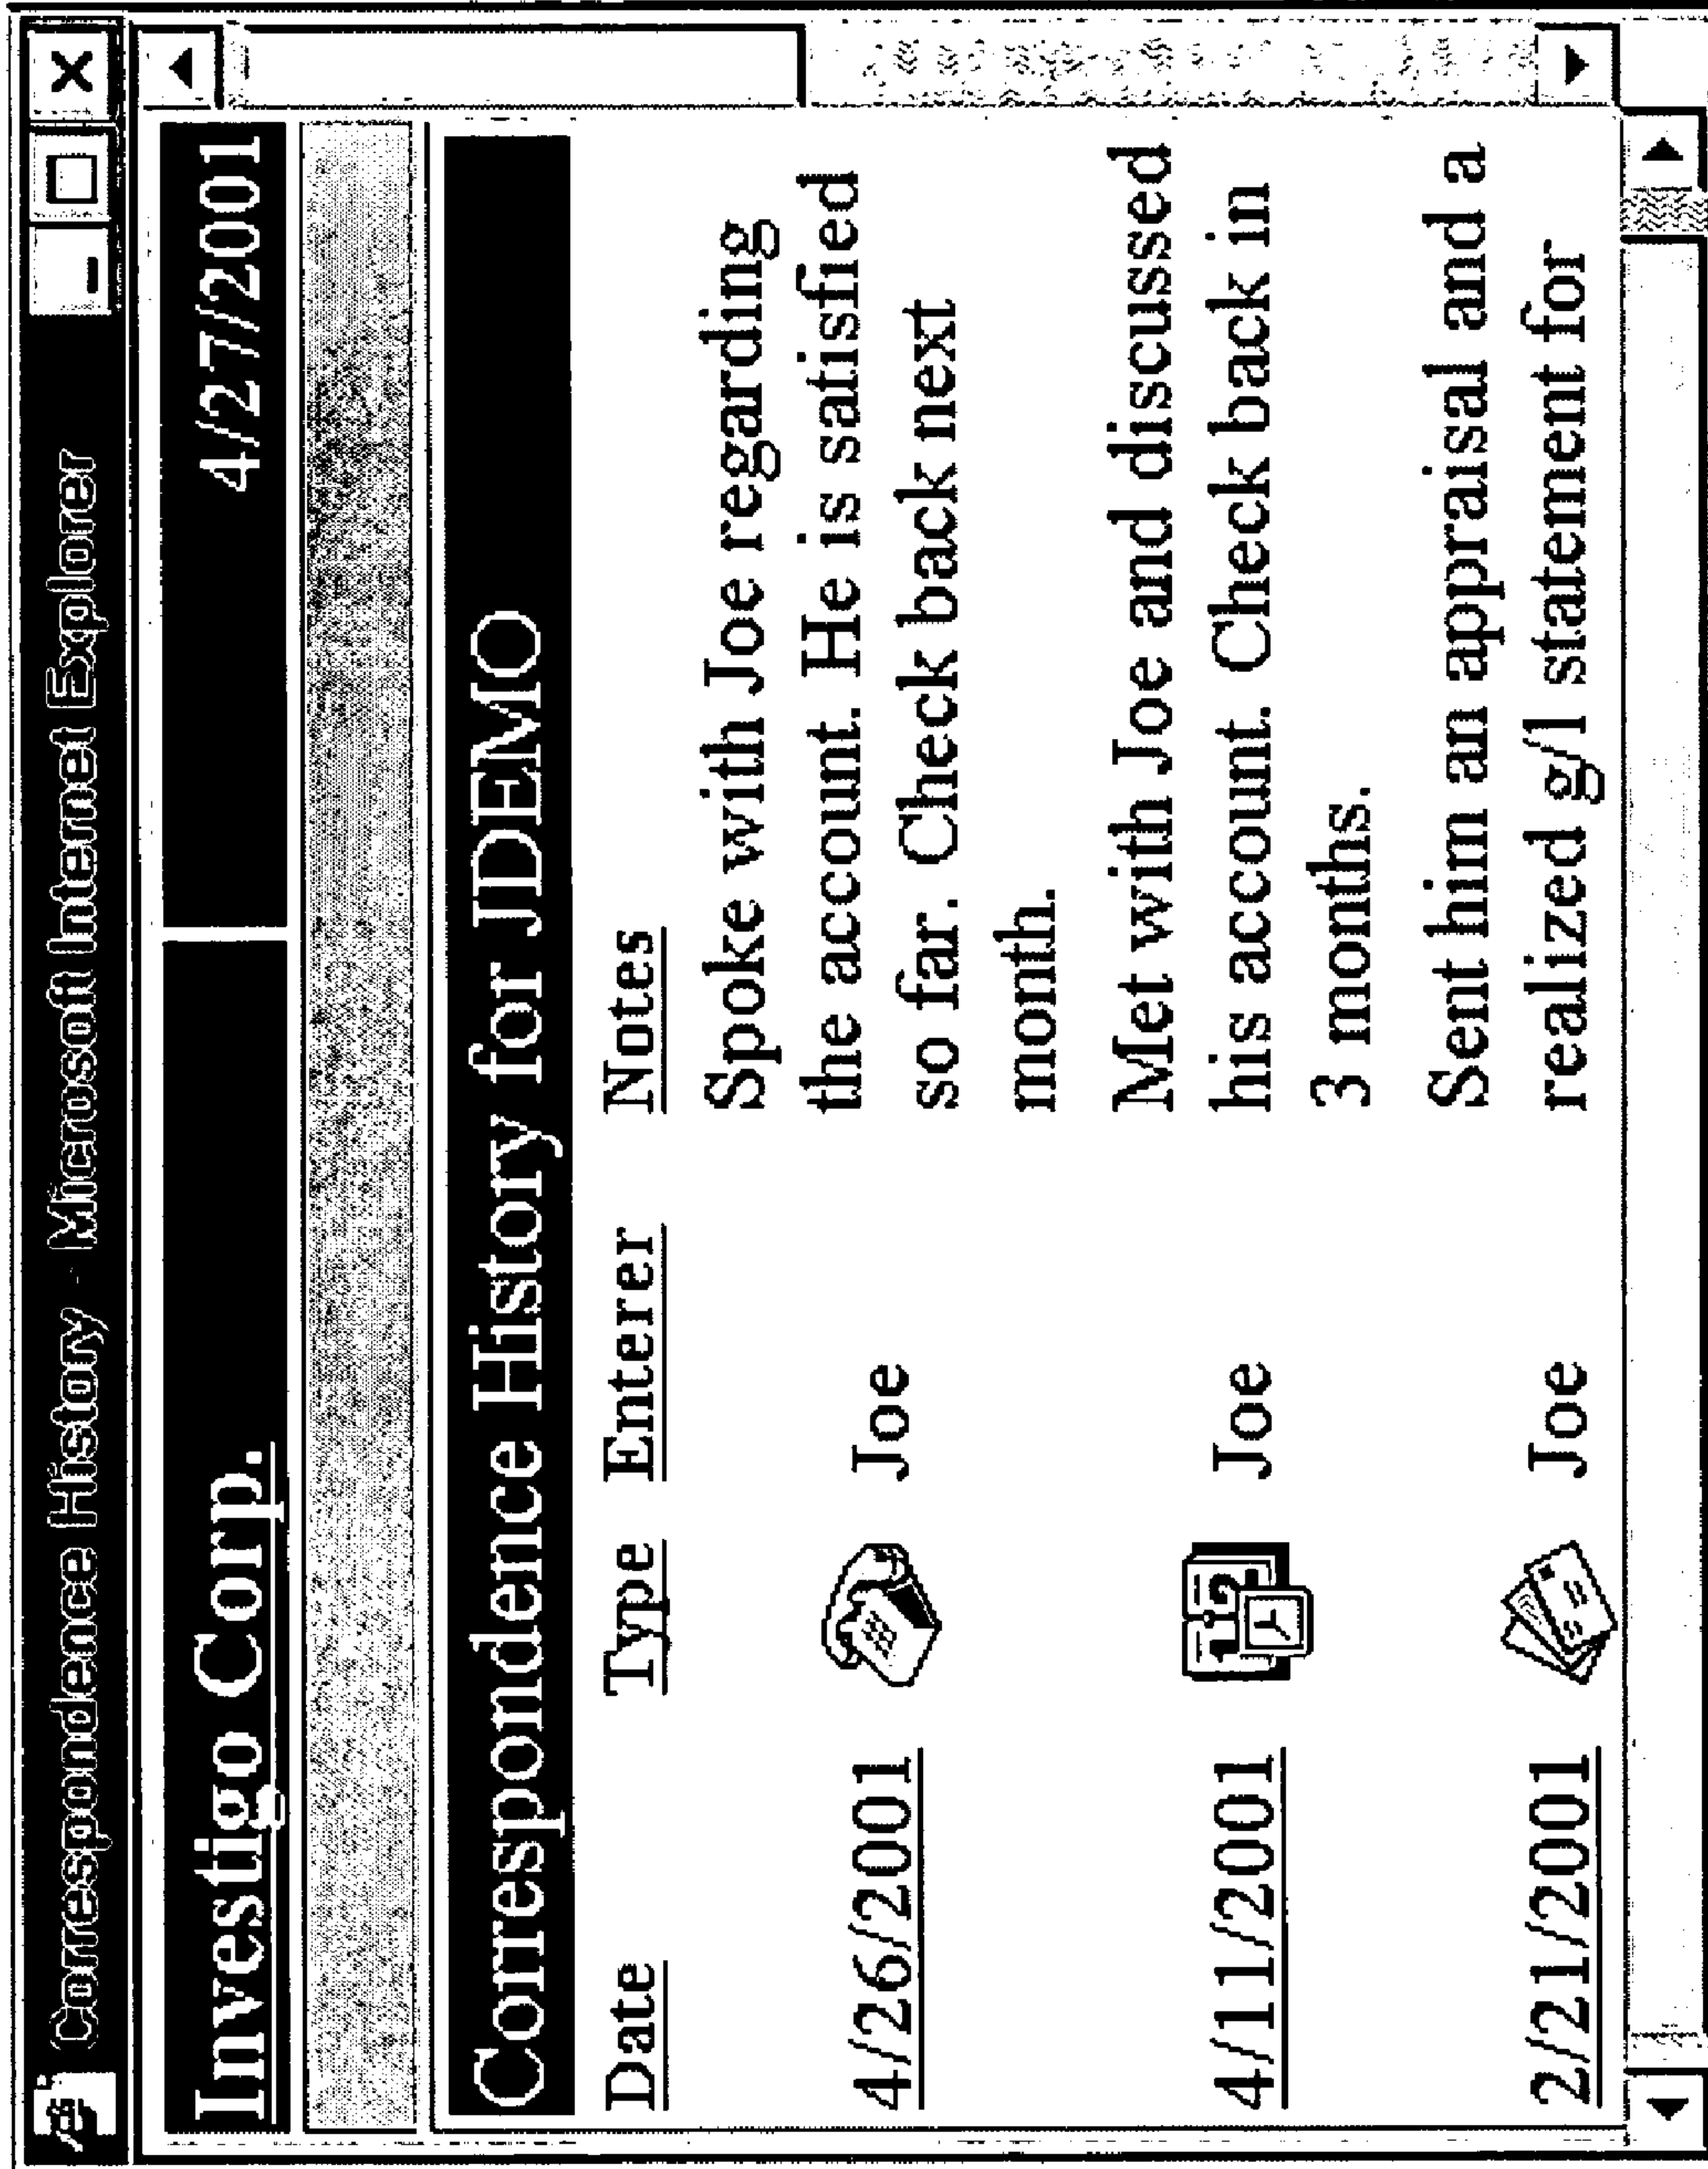 Correspondence History - Microsoft Internet Explorer
Investigo Corp. 4/27/2001
Correspondence History for JDEMO
Date Type Enterer Notes
Spoke with Joe regarding
4/26/2001 Joe the account. He is satisfied
so far. Check back next
month.
Met with Joe and discussed
4/11/2001 Joe his account. Check back in
3 months.
Sent him an appraisal and a
2/21/2001 Joe realized g/l statement for